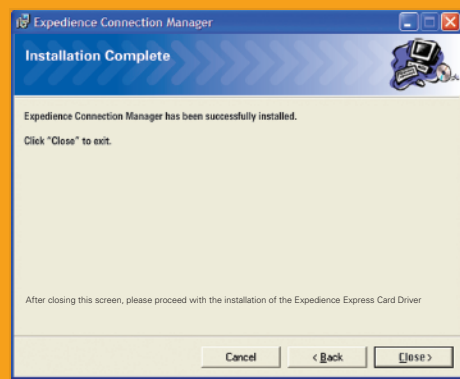 Expedience Connection Manager
Installation Complete
Expedience Connection Manager has been successfully installed.
Click "Close" to exit.
After closing this screen, please proceed with the installation of the Expedience Express Card Driver
Cancel
< Back
Close >